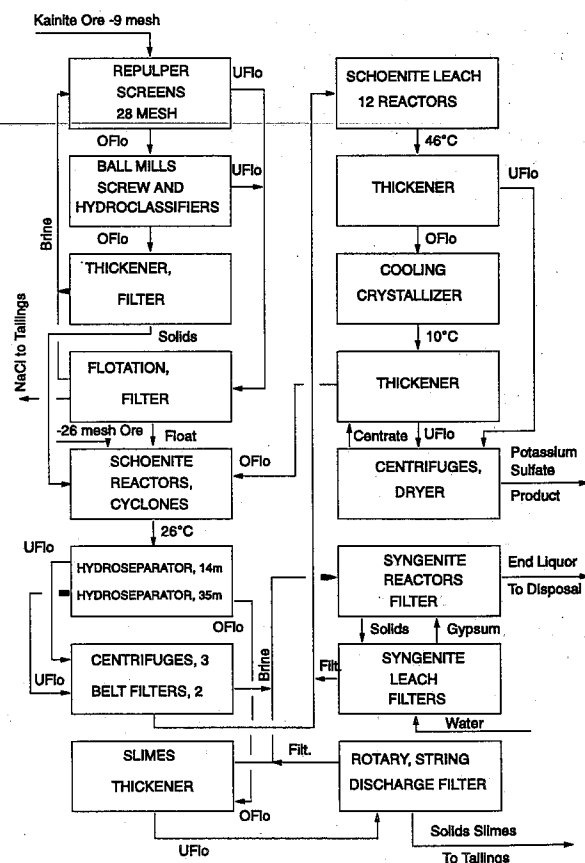 Kainite Ore -9 mesh
REPULPER
SCREENS
28 MESH
UFlo
OFlo
BALL MILLS
SCREW AND
HYDROCLASSIFIERS
UFlo
OFlo
Brine
THICKENER,
FILTER
Solids
NaCl to Tailings
FLOTATION,
FILTER
-26 mesh Ore
Float
SCHOENITE
REACTORS,
CYCLONES
OFlo
26°C
UFlo
HYDROSEPARATOR, 14m
HYDROSEPARATOR, 35m
OFlo
UFlo
CENTRIFUGES, 3
BELT FILTERS, 2
Brine
SLIMES
THICKENER
OFlo
UFlo
SCHOENITE LEACH
12 REACTORS
46°C
THICKENER
UFlo
OFlo
COOLING
CRYSTALLIZER
10°C
THICKENER
Centrate
UFlo
CENTRIFUGES,
DRYER
Potassium
Sulfate
Product
SYNGENITE
REACTORS
FILTER
End Liquor
To Disposal
Solids
Gypsum
SYNGENITE
LEACH
FILTERS
Filt.
Water
Filt.
ROTARY, STRING
DISCHARGE FILTER
Solids Slimes
To Tailings